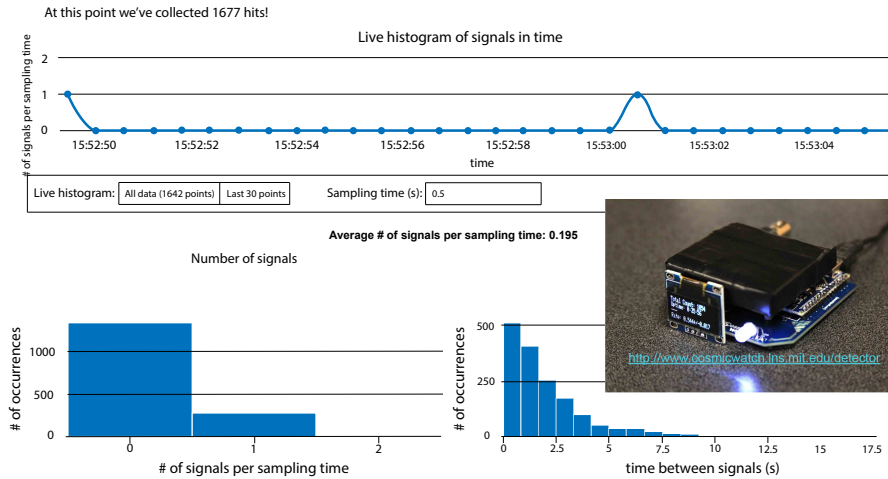 At this point we've collected 1677 hits!
Live histogram of signals in time
# of signals per sampling time
2
1
0
15:52:50 15:52:52 15:52:54 15:52:56 15:52:58 15:53:00 15:53:02 15:53:04
time
Live histogram: All data (1642 points) Last 30 points Sampling time (s): 0.5
Average # of signals per sampling time: 0.195
Number of signals
# of occurrences
1000
500
0
0 1 2
# of signals per sampling time
# of occurrences
500
250
0
0 2.5 5 7.5 10 12.5 15 17.5
time between signals (s)
Total Count: 1894
http://www.cosmicwatch.lns.mit.edu/detector